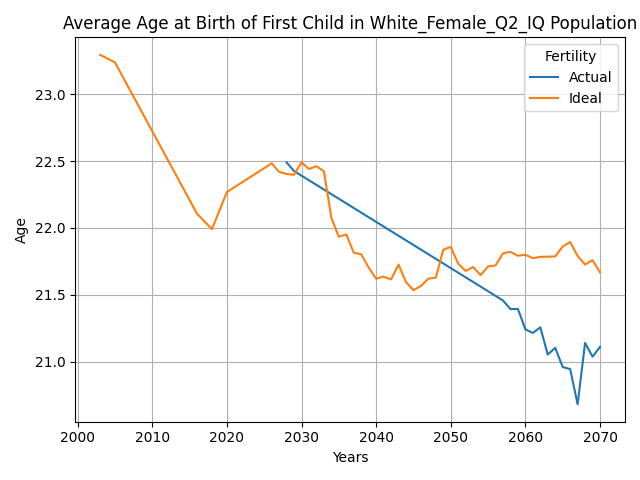 Average Age at Birth of First Child in White_Female_Q2_IQ Population
Fertility
Actual
Ideal
23.0
22.5
22.0
21.5
21.0
Age
2000 2010 2020 2030 2040 2050 2060 2070
Years